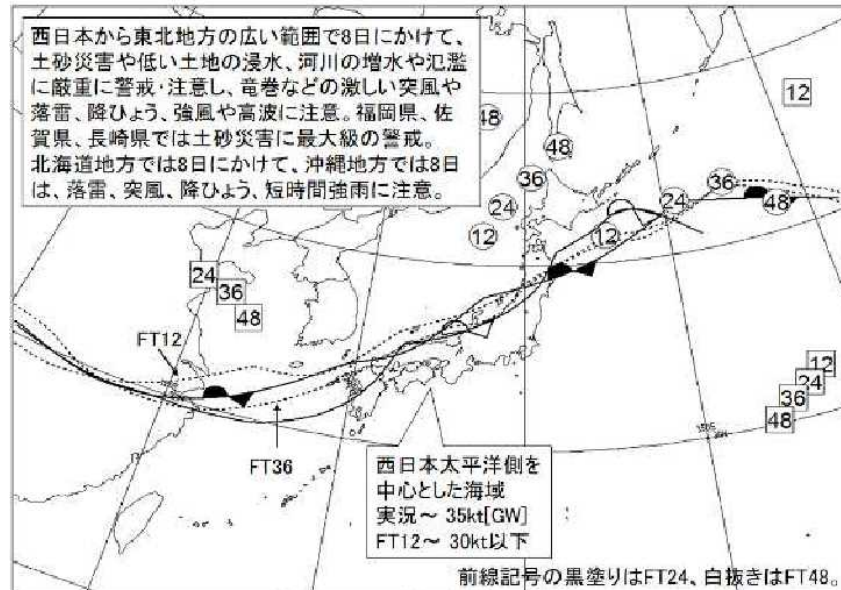 西日本から東北地方の広い範囲で8日にかけて、
土砂災害や低い土地の浸水、河川の増水や氾濫
に厳重に警戒・注意し、竜巻などの激しい突風や
落雷、降ひょう、強風や高波に注意。福岡県、佐
賀県、長崎県では土砂災害に最大級の警戒。
北海道地方では8日にかけて、沖縄地方では8日
は、落雷、突風、降ひょう、短時間強雨に注意。
12
48
48
36
36
24
24
48
12
12
24
36
48
FT12
12
24
36
48
FT36
西日本太平洋側を
中心とした海域
実況～ 35kt[GW]
FT12～ 30kt以下
前線記号の黒塗りはFT24、白抜きはFT48。